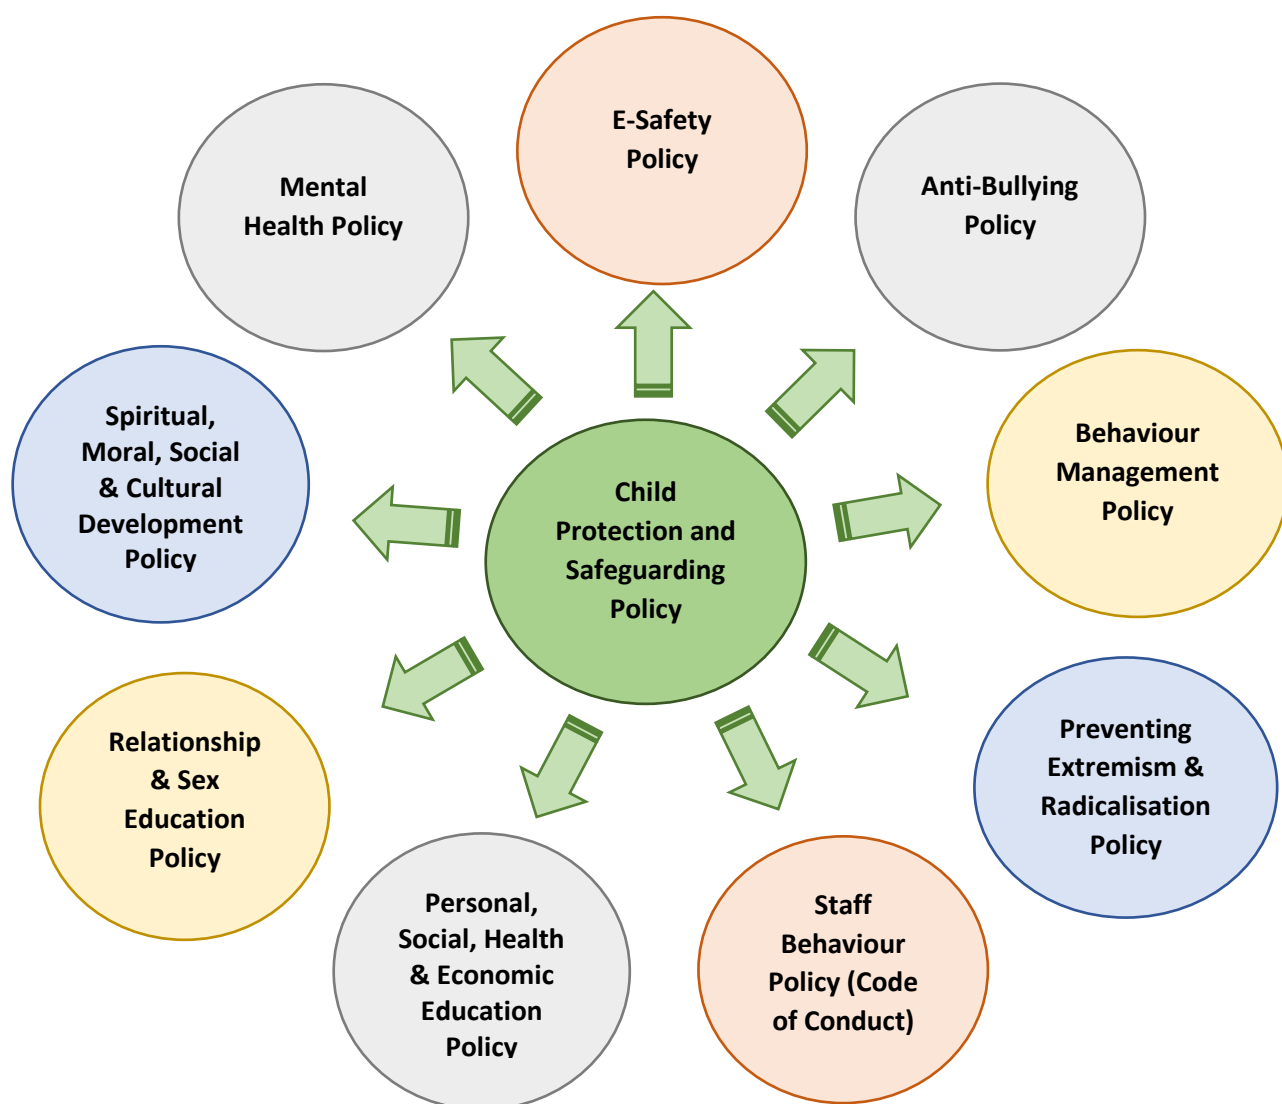 E-Safety
Policy
Mental
Health Policy
Anti-Bullying
Policy
Spiritual,
Moral, Social
& Cultural
Development
Policy
Child
Protection and
Safeguarding
Policy
Behaviour
Management
Policy
Relationship
& Sex
Education
Policy
Preventing
Extremism &
Radicalisation
Policy
Personal,
Social, Health
& Economic
Education
Policy
Staff
Behaviour
Policy (Code
of Conduct)